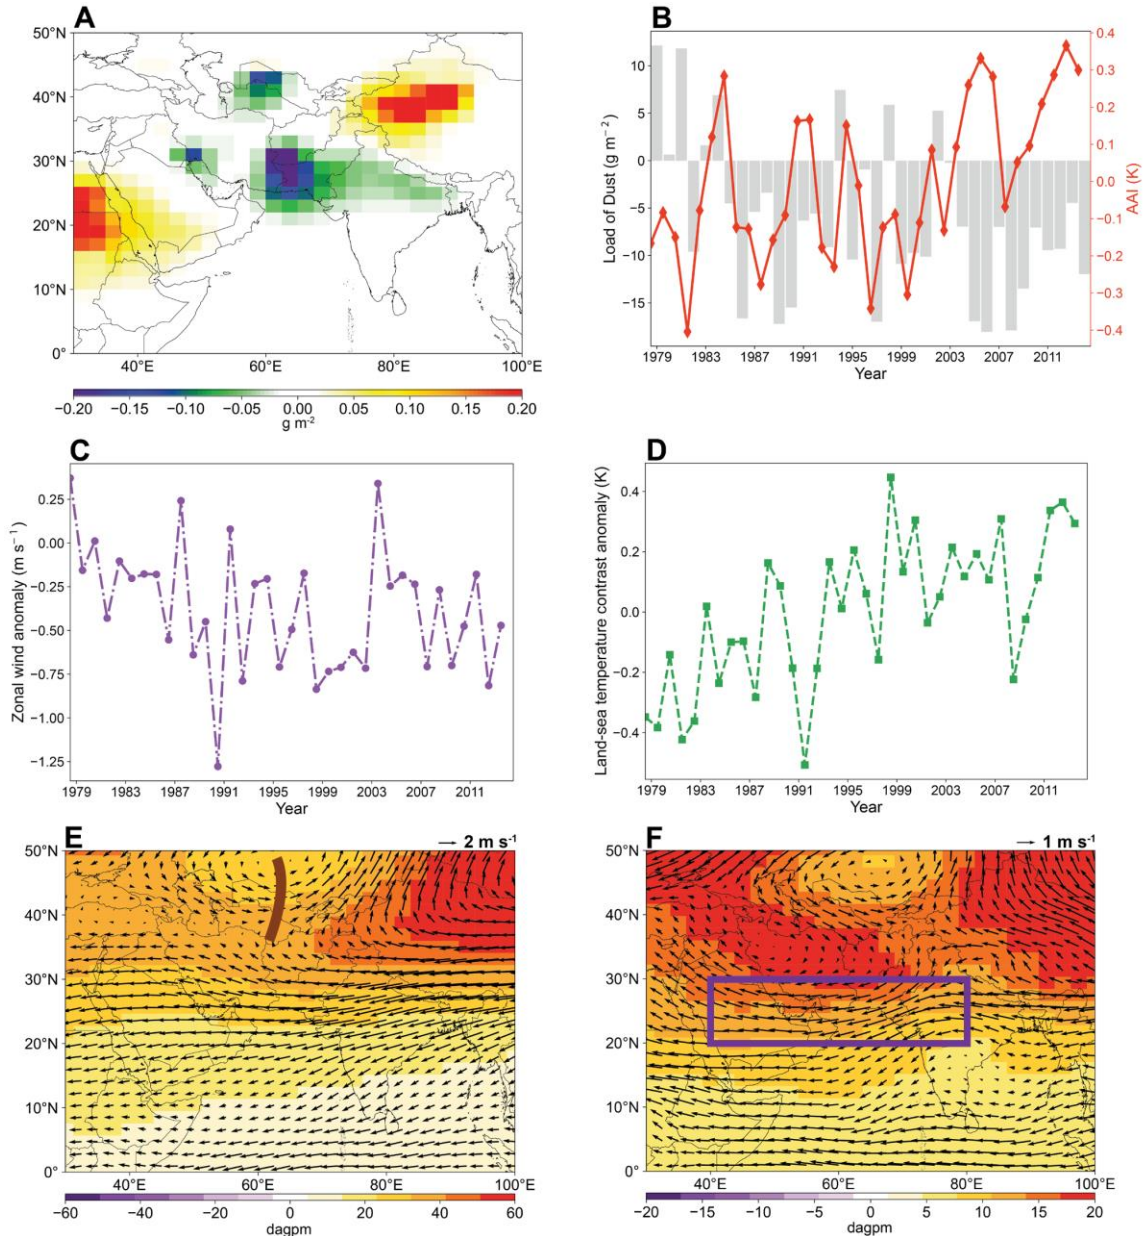 A
50°N
40°N
30°N
20°N
10°N
0°
40°E
60°E
80°E
100°E
−0.20 −0.15 −0.10 −0.05 0.00 0.05 0.10 0.15 0.20
g m⁻²
B
Load of Dust (g m⁻²)
10
5
0
−5
−10
−15
AAI (K)
0.4
0.3
0.2
0.1
0.0
−0.1
−0.2
−0.3
−0.4
1979 1983 1987 1991 1995 1999 2003 2007 2011
Year
C
Zonal wind anomaly (m s⁻¹)
0.25
0.00
−0.25
−0.50
−0.75
−1.00
−1.25
1979 1983 1987 1991 1995 1999 2003 2007 2011
Year
D
Land-sea temperature contrast anomaly (K)
0.4
0.2
0.0
−0.2
−0.4
1979 1983 1987 1991 1995 1999 2003 2007 2011
Year
E
2 m s⁻¹
50°N
40°N
30°N
20°N
10°N
0°
40°E 60°E 80°E 100°E
−60 −40 −20 0 20 40 60
dagpm
F
1 m s⁻¹
50°N
40°N
30°N
20°N
10°N
0°
40°E 60°E 80°E 100°E
−20 −15 −10 −5 0 5 10 15 20
dagpm